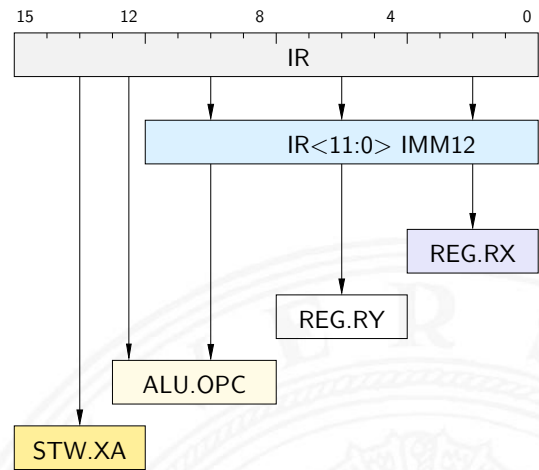 15 12 8 4 0
IR
IR<11:0> IMM12
REG.RX
REG.RY
ALU.OPC
STW.XA